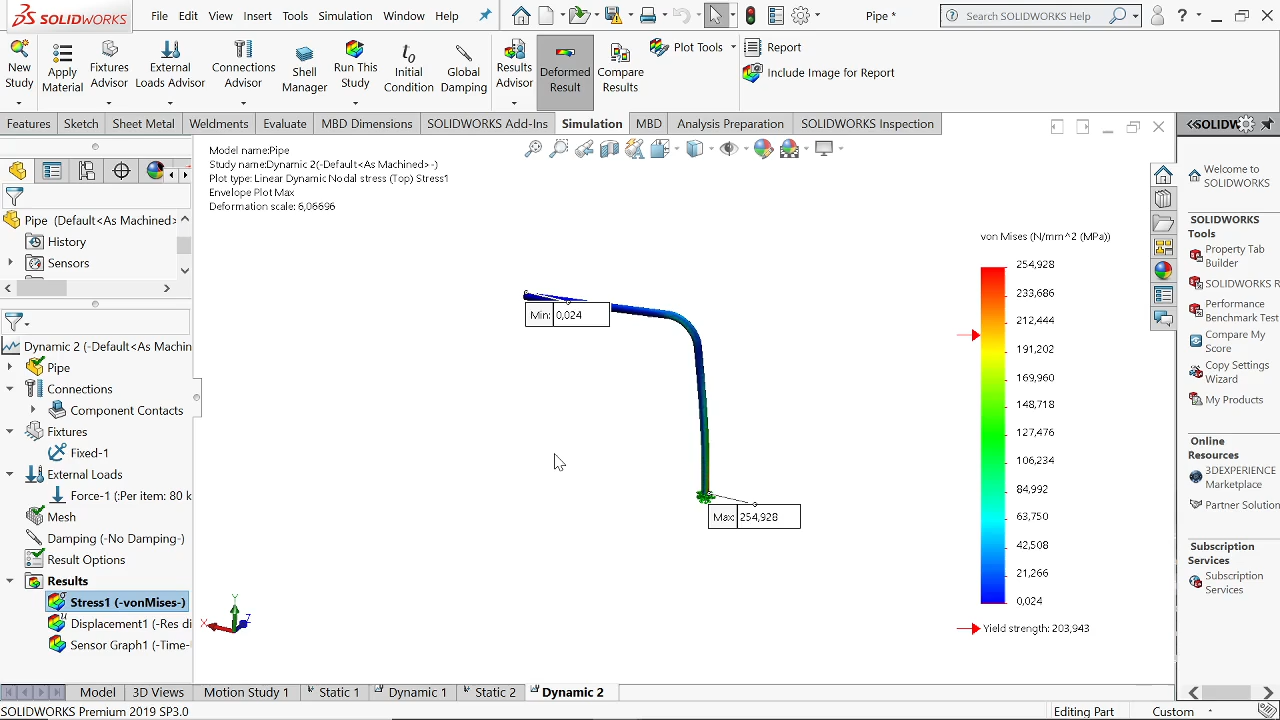 SOLIDWORKS
File Edit View Insert Tools Simulation Window Help
Pipe *
Search SOLIDWORKS Help
?
New Study
Apply Material
Fixtures Advisor
External Loads Advisor
Connections Advisor
Shell Manager
Run This Study
Initial Condition
Global Damping
Results Advisor
Deformed Result
Compare Results
Plot Tools
Report
Include Image for Report
Features Sketch Sheet Metal Weldments Evaluate MBD Dimensions SOLIDWORKS Add-Ins Simulation MBD Analysis Preparation SOLIDWORKS Inspection
Pipe (Default<As Machined>
History
Sensors
Dynamic 2 (-Default<As Machin
Pipe
Connections
Component Contacts
Fixtures
Fixed-1
External Loads
Force-1 (:Per item: 80 k
Mesh
Damping (-No Damping-)
Result Options
Results
Stress1 (-vonMises-)
Displacement1 (-Res di
Sensor Graph1 (-Time-
Model name:Pipe
Study name:Dynamic 2(-Default<As Machined>-)
Plot type: Linear Dynamic Nodal stress (Top) Stress1
Envelope Plot Max
Deformation scale: 6,06696
Min: 0,024
Max: 254,928
Y
X
Z
von Mises (N/mm^2 (MPa))
254,928
233,686
212,444
191,202
169,960
148,718
127,476
106,234
84,992
63,750
42,508
21,266
0,024
Yield strength: 203,943
SOLIDW
Welcome to
SOLIDWORKS
SOLIDWORKS
Tools
Property Tab
Builder
SOLIDWORKS R
Performance
Benchmark Test
Compare My
Score
Copy Settings
Wizard
My Products
Online
Resources
3DEXPERIENCE
Marketplace
Partner Solution
Subscription
Services
Subscription
Services
Model 3D Views Motion Study 1 Static 1 Dynamic 1 Static 2 Dynamic 2
SOLIDWORKS Premium 2019 SP3.0
Editing Part Custom